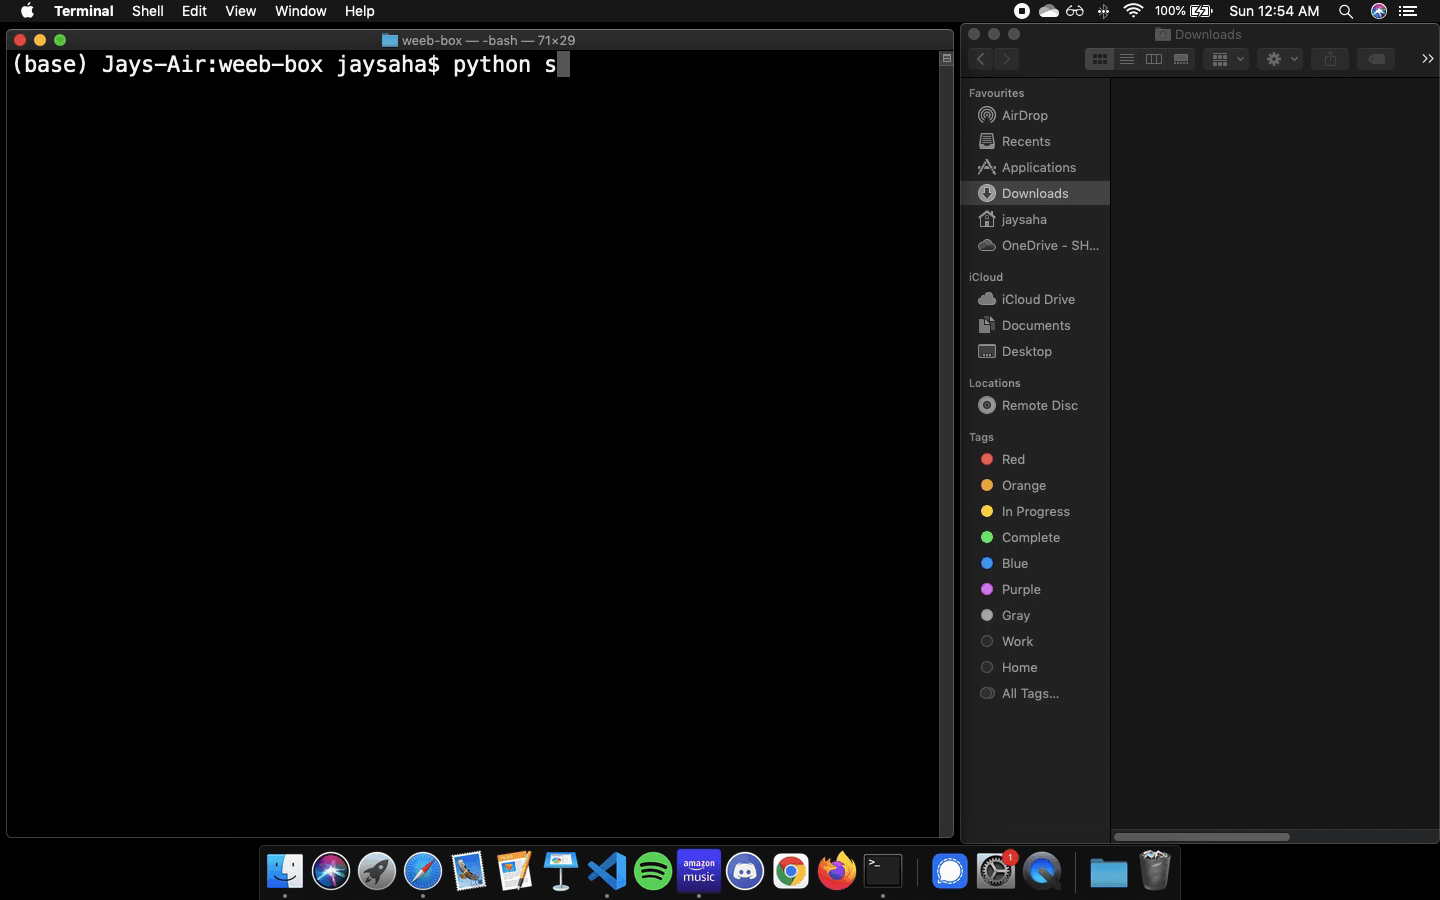 Terminal Shell Edit View Window Help 100% Sun 12:54 AM
weeb-box — -bash — 71×29
(base) Jays-Air:weeb-box jaysaha$ python s
Downloads
Favourites
AirDrop
Recents
Applications
Downloads
jaysaha
OneDrive - SH...
iCloud
iCloud Drive
Documents
Desktop
Locations
Remote Disc
Tags
Red
Orange
In Progress
Complete
Blue
Purple
Gray
Work
Home
All Tags...
amazon
music
>_
1